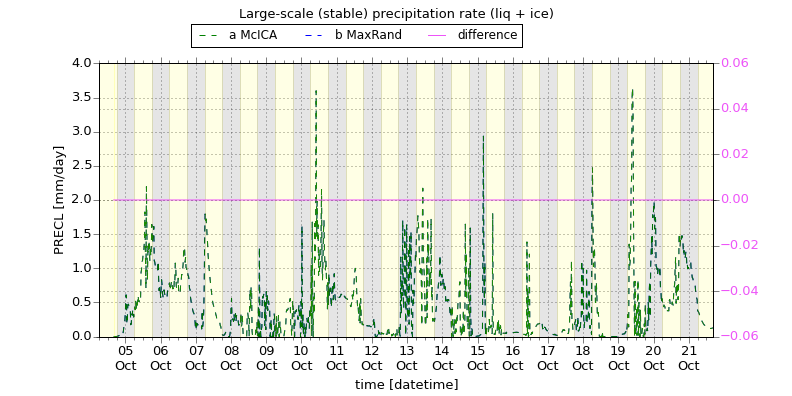 Large-scale (stable) precipitation rate (liq + ice)
a McICA b MaxRand difference
4.0 0.06
3.5 0.04
3.0
2.5 0.02
2.0 0.00
1.5 −0.02
1.0
0.5 −0.04
0.0 −0.06
PRECL [mm/day]
05 06 07 08 09 10 11 12 13 14 15 16 17 18 19 20 21
Oct Oct Oct Oct Oct Oct Oct Oct Oct Oct Oct Oct Oct Oct Oct Oct Oct
time [datetime]